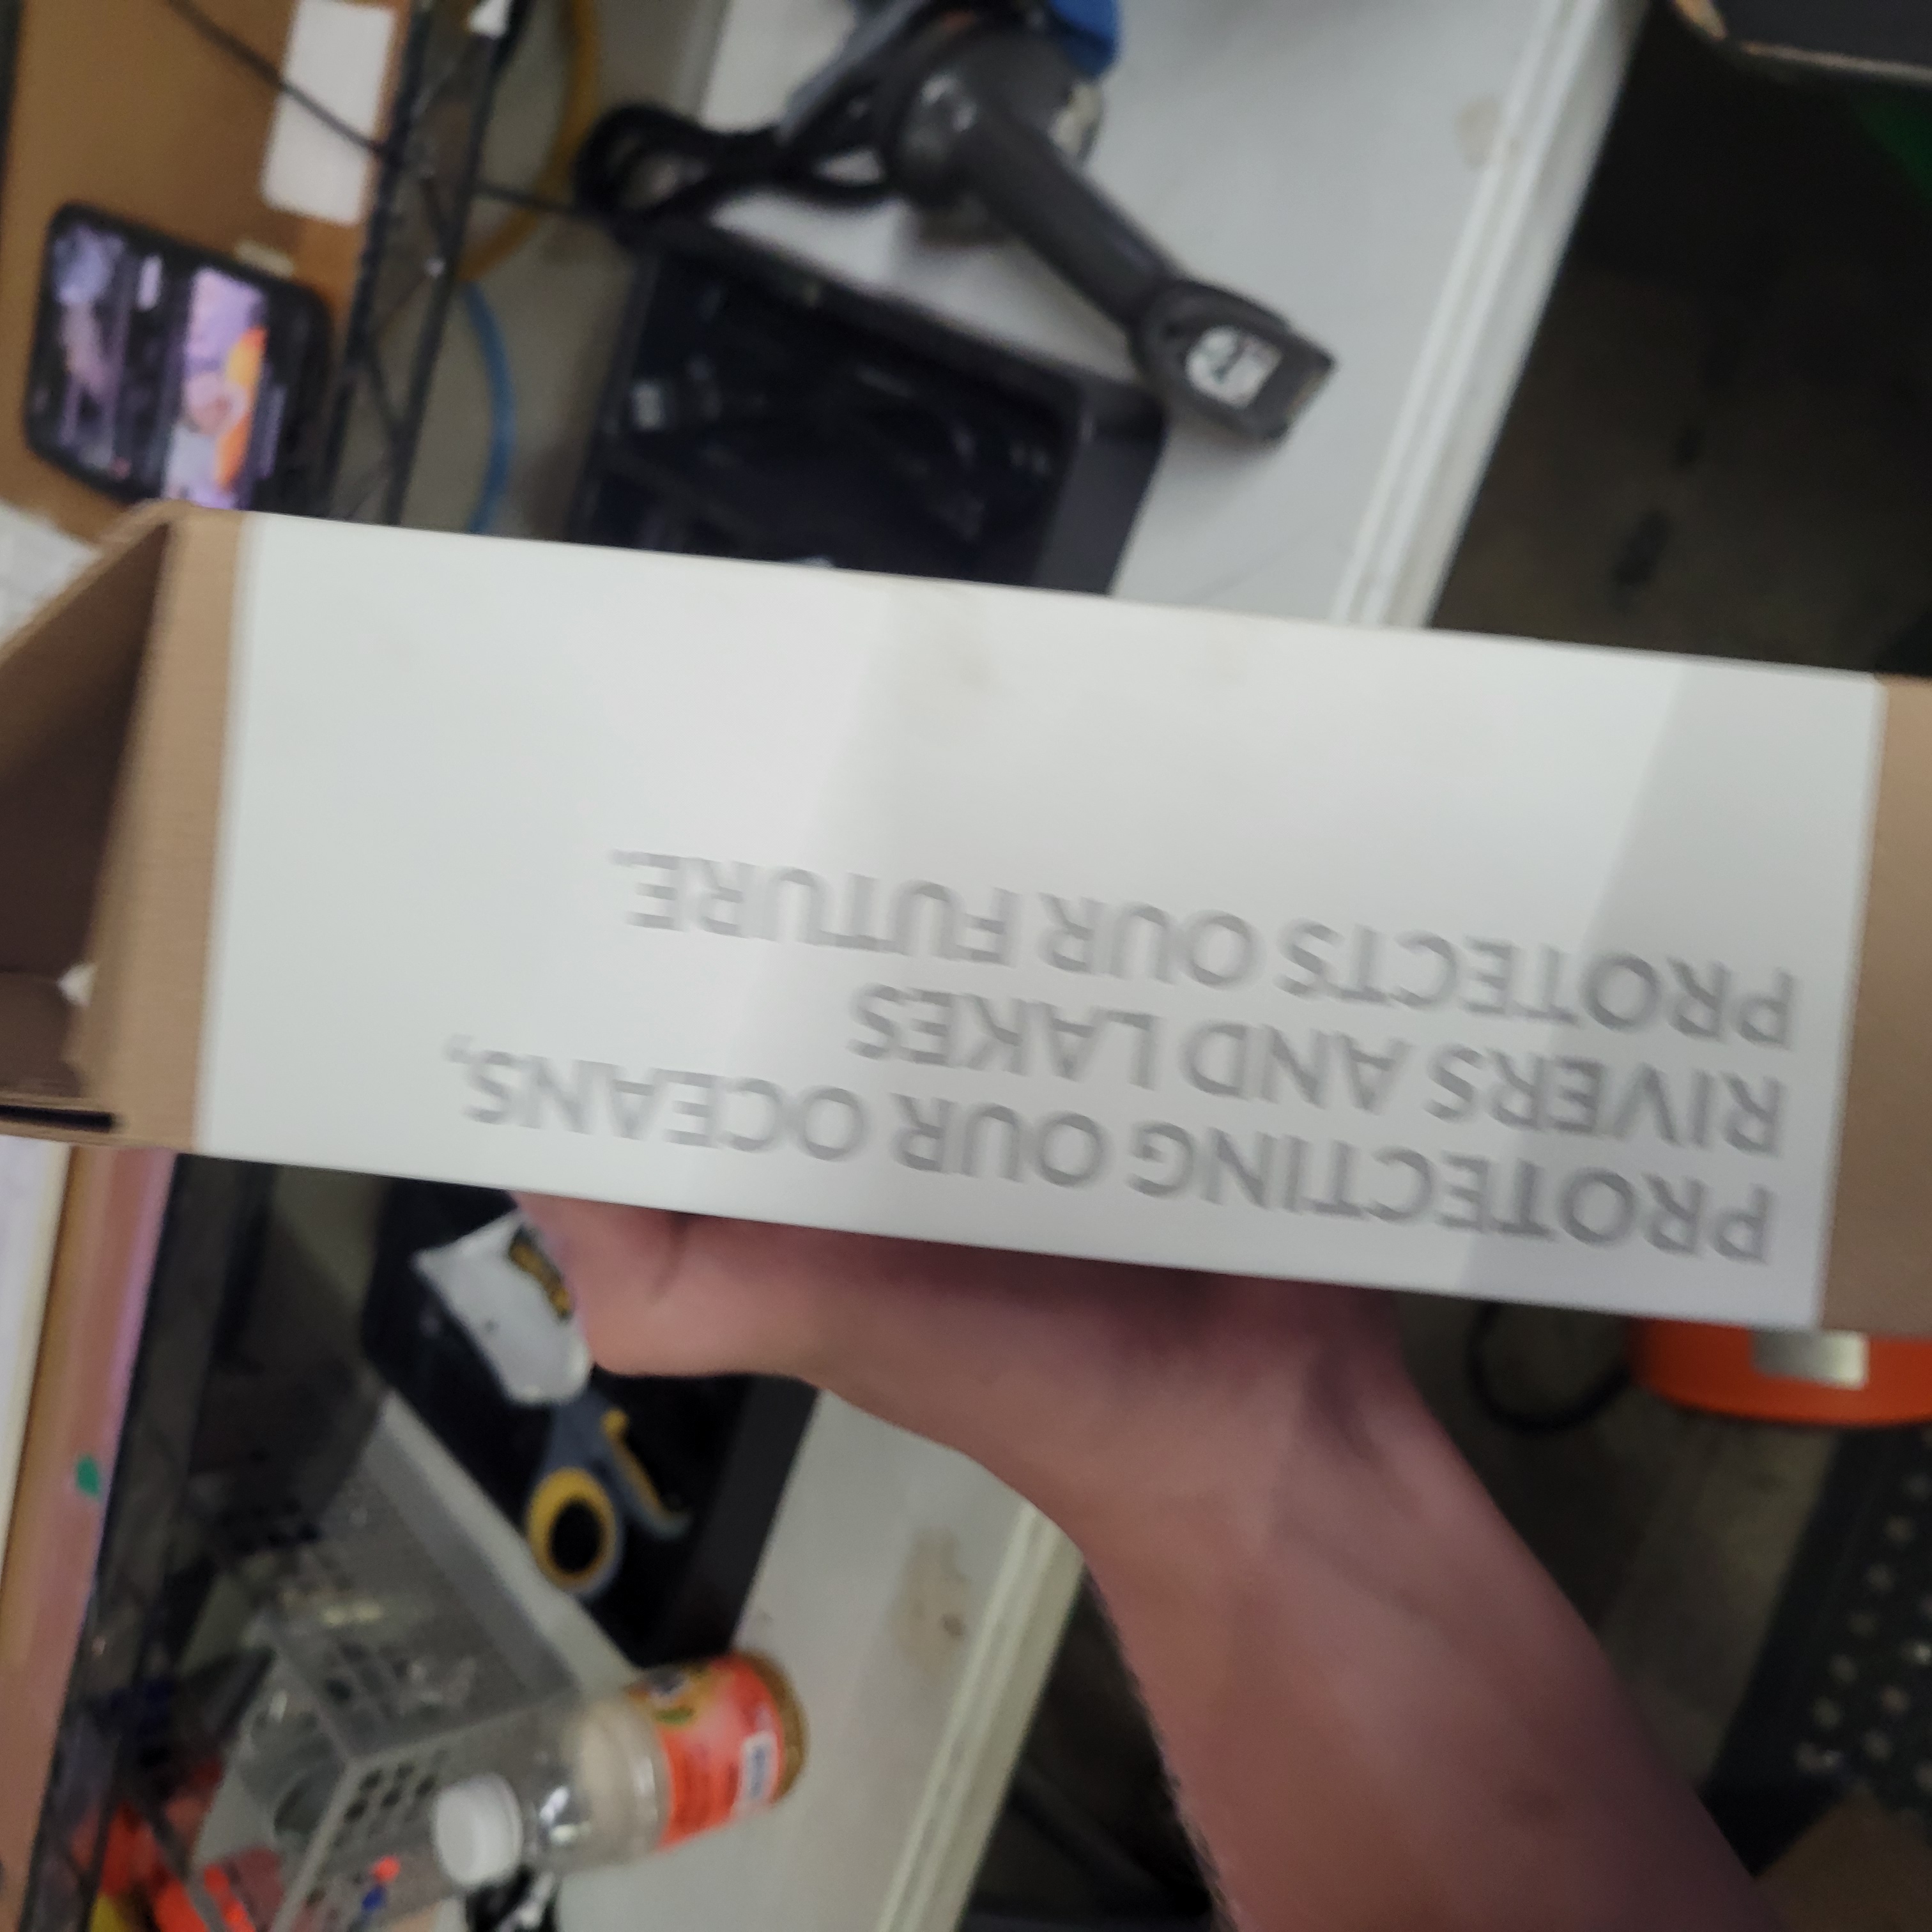 PROTECTING OUR OCEANS,
RIVERS AND LAKES
PROTECTS OUR FUTURE.